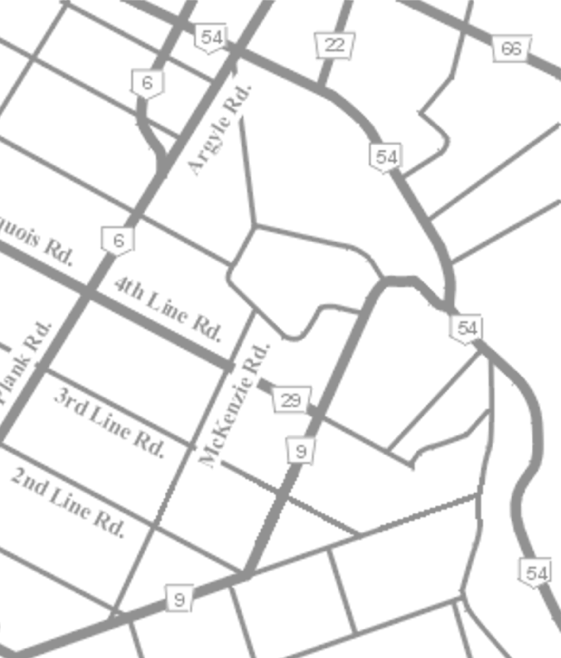 54
22
66
6
Argyle Rd.
54
6
quois Rd.
4th Line Rd.
54
Plank Rd.
29
McKenzie Rd.
3rd Line Rd.
9
2nd Line Rd.
54
9